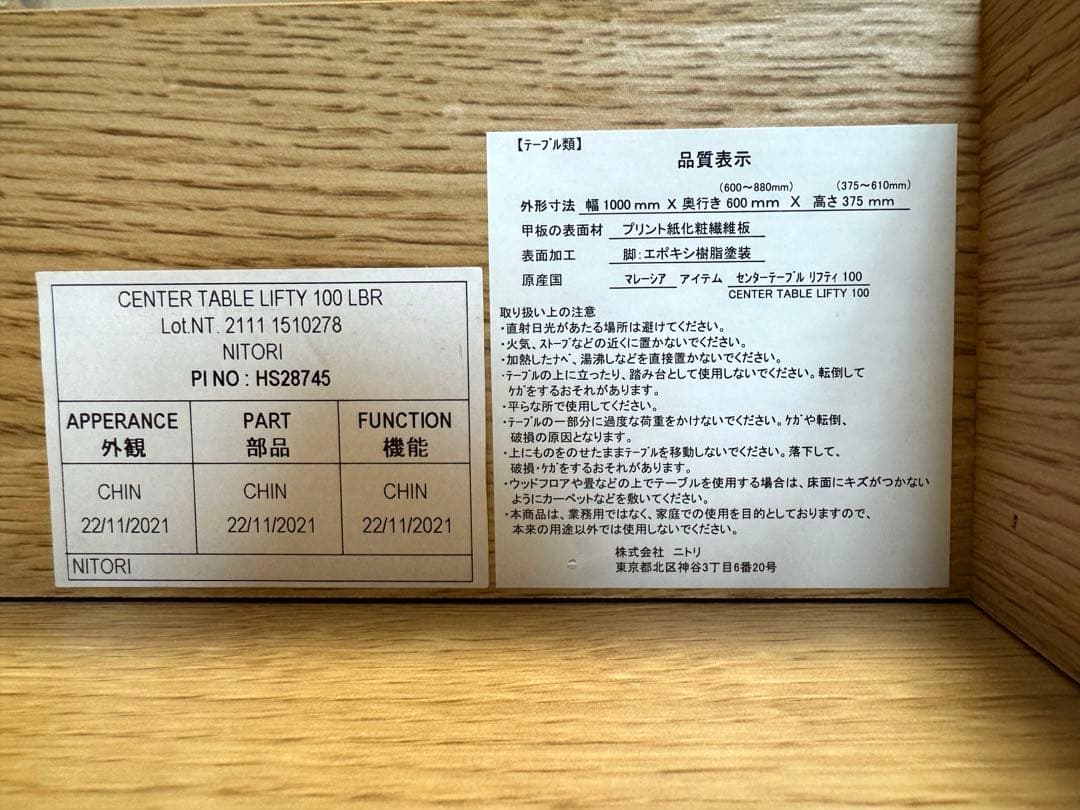 CENTER TABLE LIFTY 100 LBR
Lot.NT. 2111 1510278
NITORI
PI NO : HS28745
APPERANCE PART FUNCTION
外観 部品 機能
CHIN CHIN CHIN
22/11/2021 22/11/2021 22/11/2021
NITORI
【テーブル類】
品質表示
(600～880mm) (375～610mm)
外形寸法 幅 1000 mm X 奥行き 600 mm X 高さ 375 mm
甲板の表面材 プリント紙化粧繊維板
表面加工 脚:エポキシ樹脂塗装
原産国 マレーシア アイテム センターテーブル リフティ 100
CENTER TABLE LIFTY 100
取り扱い上の注意
・直射日光があたる場所は避けてください。
・火気、ストーブなどの近くに置かないでください。
・加熱したナベ、湯沸しなどを直接置かないでください。
・テーブルの上に立ったり、踏み台として使用しないでください。転倒して
ケガをするおそれがあります。
・平らな所で使用してください。
・テーブルの一部分に過度な荷重をかけないでください。ケガや転倒、
破損の原因となります。
・上にものをのせたままテーブルを移動しないでください。落下して、
破損・ケガをするおそれがあります。
・ウッドフロアや畳などの上でテーブルを使用する場合は、床面にキズがつかない
ようにカーペットなどを敷いてください。
・本商品は、業務用ではなく、家庭での使用を目的としておりますので、
本来の用途以外では使用しないでください。
株式会社 ニトリ
東京都北区神谷3丁目6番20号